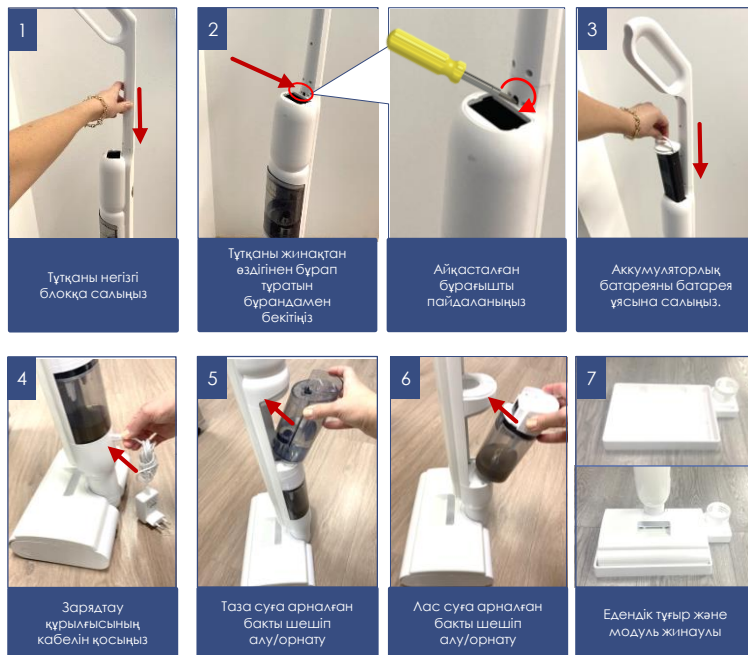 1
2
3
Тұтқаны негізгі
блокқа салыңыз
Тұтқаны жинақтан
өздігінен бұрап
тұратын
бұрандамен
бекітіңіз
Айқасталған
бұрағышты
пайдаланыңыз
Аккумуляторлық
батареяны батарея
ұясына салыңыз.
4
5
6
7
Зарядтау
құрылғысының
кабелін қосыңыз
Таза суға арналған
бакты шешіп
алу/орнату
Лас суға арналған
бакты шешіп
алу/орнату
Едендік тұғыр және
модуль жинаулы